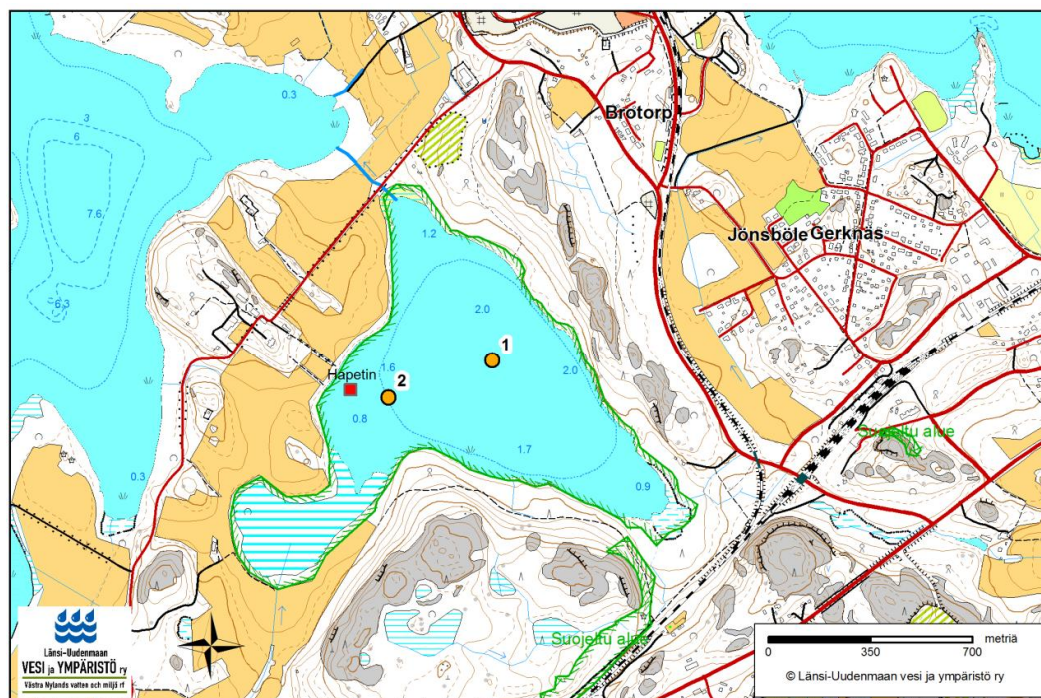 0.3
Brotorp
3
6
7.6
6.3
Jönsböle
Gerknäs
1.2
2.0
1
1.6
2.0
Hapetin
2
0.8
1.7
0.9
Suojeltu alue
0.3
Suojeltu alue
Länsi-Uudenmaan
VESI ja YMPÄRISTÖ ry
Västra Nylands vatten och miljö rf
metriä
0 350 700
© Länsi-Uudenmaan vesi ja ympäristö ry